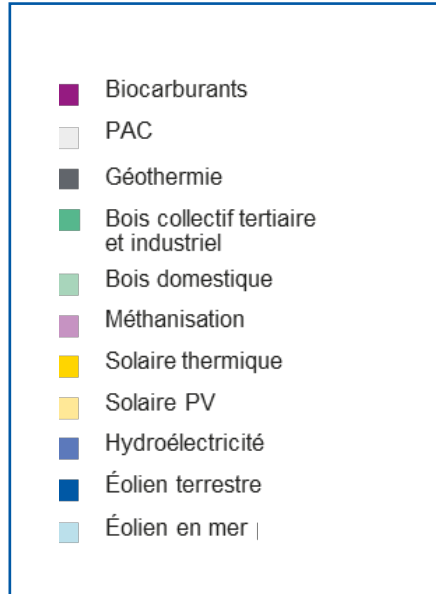 Biocarburants
PAC
Géothermie
Bois collectif tertiaire
et industriel
Bois domestique
Méthanisation
Solaire thermique
Solaire PV
Hydroélectricité
Éolien terrestre
Éolien en mer